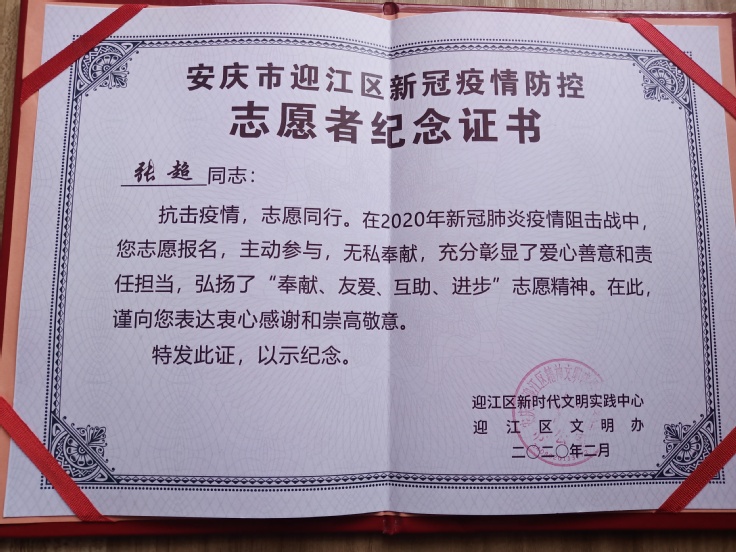 安庆市迎江区新冠疫情防控
志愿者纪念证书
张超同志：
抗击疫情，志愿同行。在2020年新冠肺炎疫情阻击战中，
您志愿报名，主动参与，无私奉献，充分彰显了爱心善意和责
任担当，弘扬了“奉献、友爱、互助、进步”志愿精神。在此，
谨向您表达衷心感谢和崇高敬意。
特发此证，以示纪念。
迎江区新时代文明实践中心
迎江区文明办
二〇二〇年二月